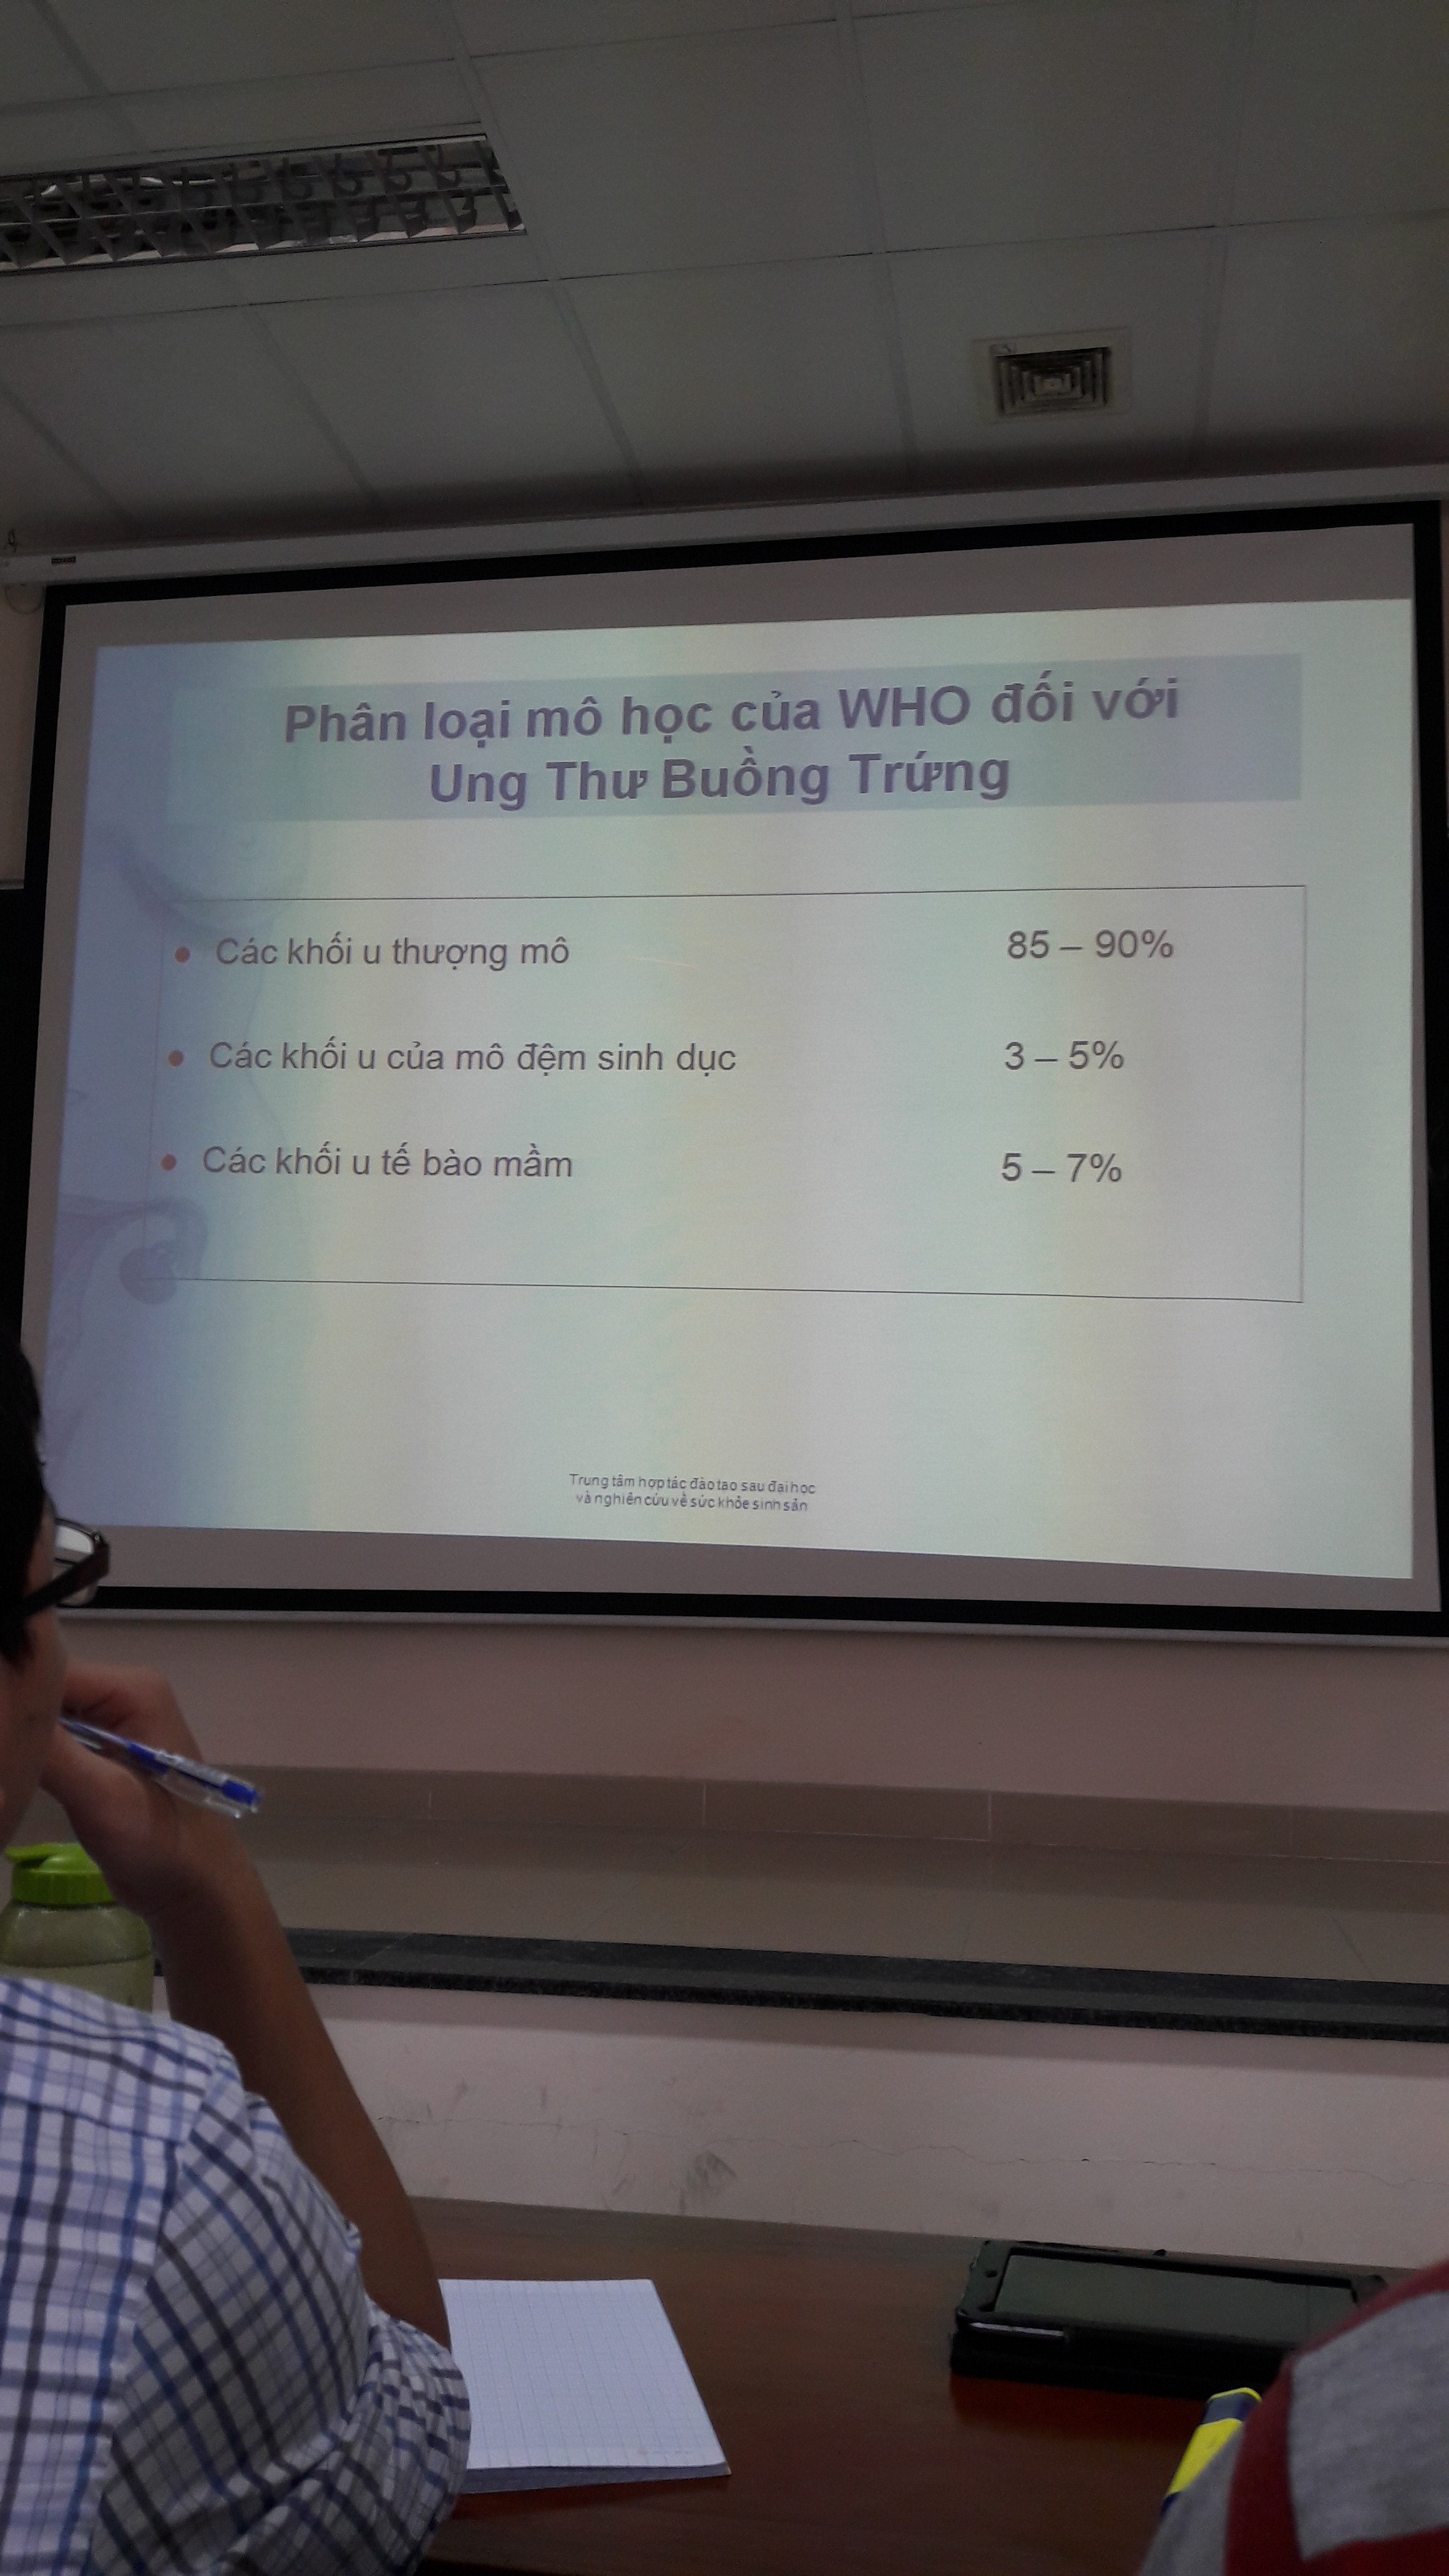 Phân loại mô học của WHO đối với
Ung Thư Buồng Trứng
Các khối u thượng mô 85 – 90%
Các khối u của mô đệm sinh dục 3 – 5%
Các khối u tế bào mầm 5 – 7%
Trung tâm hợp tác đào tạo sau đại học
và nghiên cứu về sức khỏe sinh sản